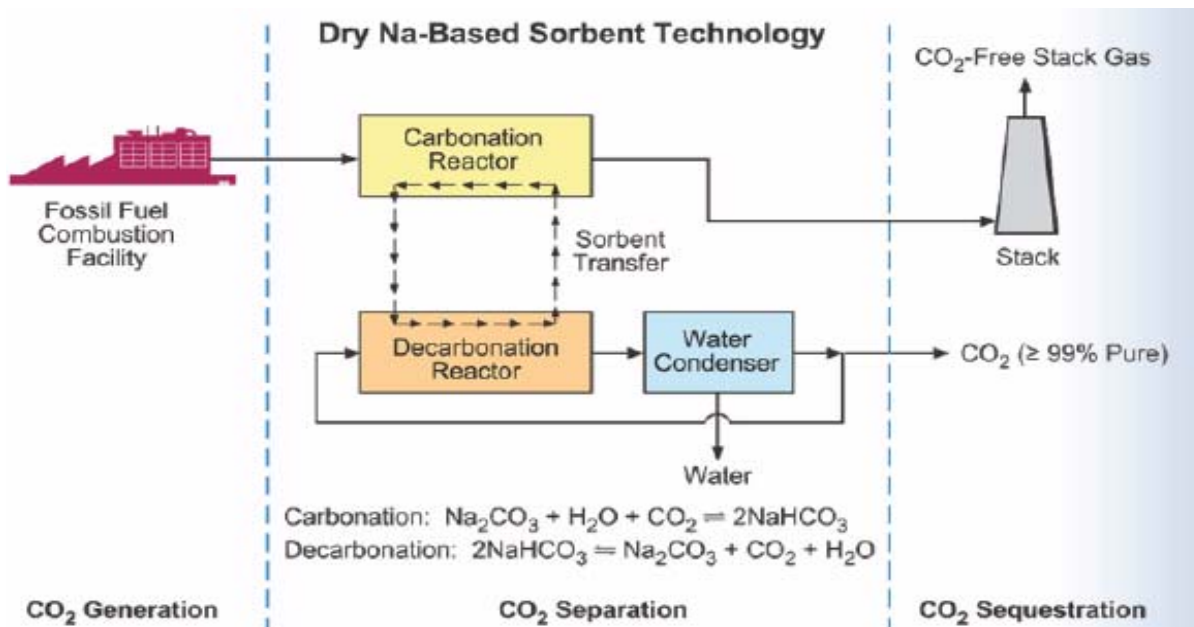 Dry Na-Based Sorbent Technology
CO₂-Free Stack Gas
Carbonation
Reactor
Fossil Fuel
Combustion
Facility
Sorbent
Transfer
Stack
Decarbonation
Reactor
Water
Condenser
CO₂ (≥ 99% Pure)
Water
Carbonation: Na₂CO₃ + H₂O + CO₂ ⇌ 2NaHCO₃
Decarbonation: 2NaHCO₃ ⇌ Na₂CO₃ + CO₂ + H₂O
CO₂ Generation
CO₂ Separation
CO₂ Sequestration